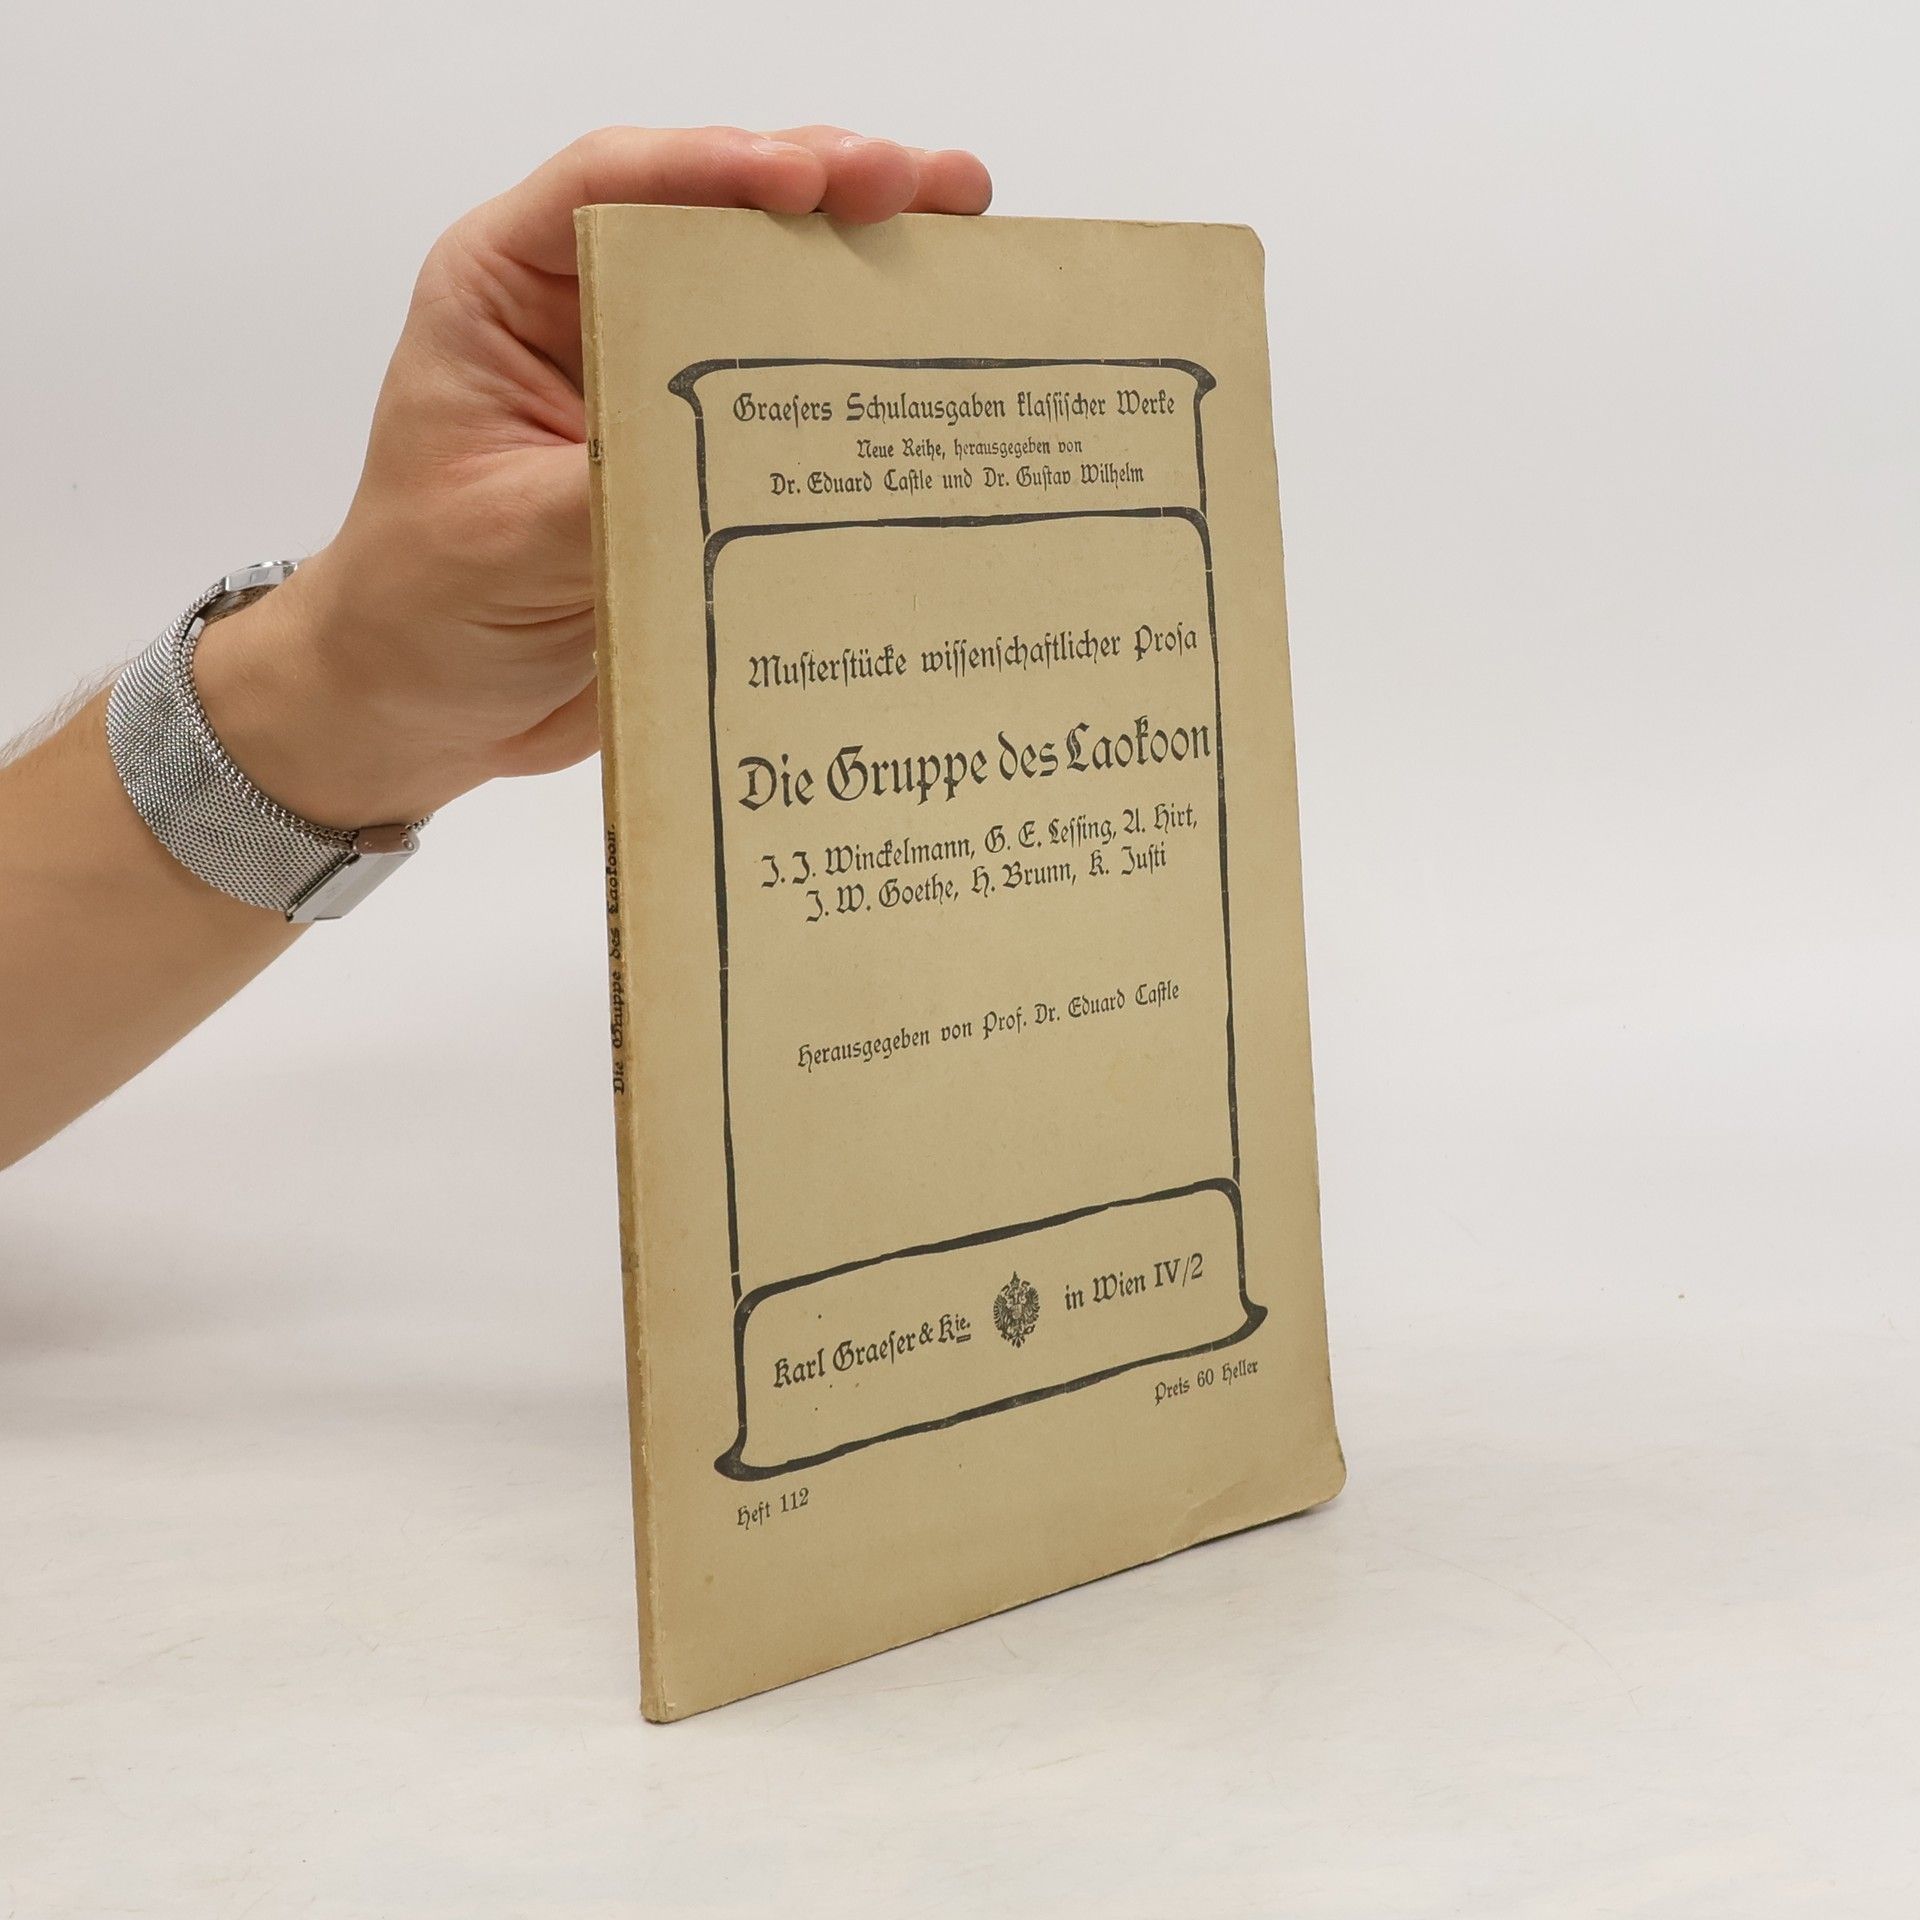 Graeſers Schulausgaben klaſſiſcher Werke
Neue Reihe, herausgegeben von
Dr. Eduard Caſtle und Dr. Guſtav Wilhelm
Muſterſtücke wiſſenſchaftlicher Proſa
Die Gruppe des Laokoon
J. J. Winckelmann, G. E. Leſſing, A. Hirt,
J. W. Goethe, H. Brunn, K. Juſti
Herausgegeben von Prof. Dr. Eduard Caſtle
Karl Graeſer & Kie. in Wien IV/2
Preis 60 Heller
Heft 112
Die Gruppe des Laokoon.